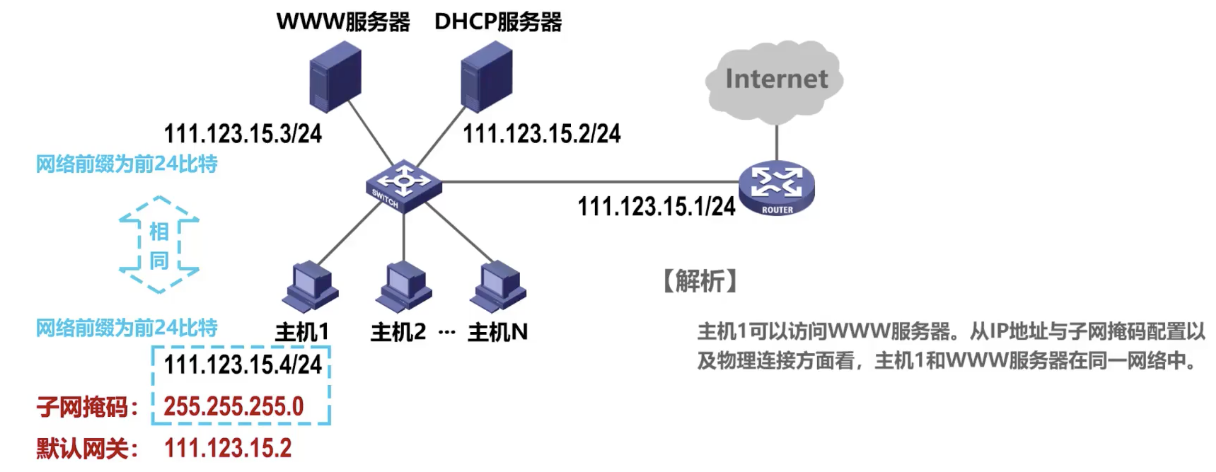 WWW服务器
DHCP服务器
Internet
111.123.15.3/24
111.123.15.2/24
网络前缀为前24比特
SWITCH
111.123.15.1/24
ROUTER
相
同
【解析】
网络前缀为前24比特
主机1
主机2
···
主机N
主机1可以访问WWW服务器。从IP地址与子网掩码配置以
及物理连接方面看，主机1和WWW服务器在同一网络中。
111.123.15.4/24
子网掩码： 255.255.255.0
默认网关： 111.123.15.2